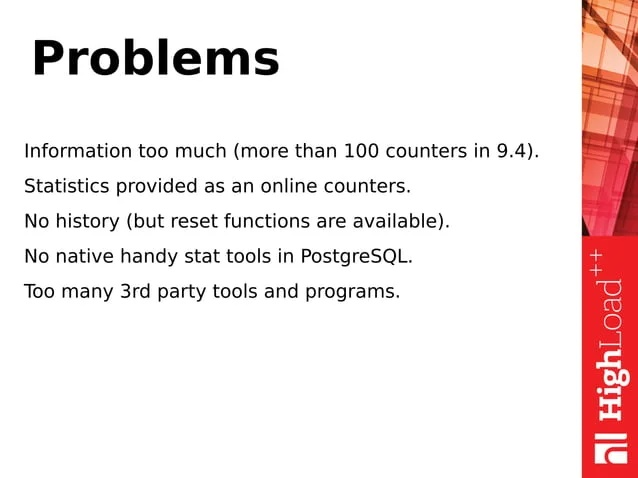 Problems
Information too much (more than 100 counters in 9.4).
Statistics provided as an online counters.
No history (but reset functions are available).
No native handy stat tools in PostgreSQL.
Too many 3rd party tools and programs.
HighLoad++